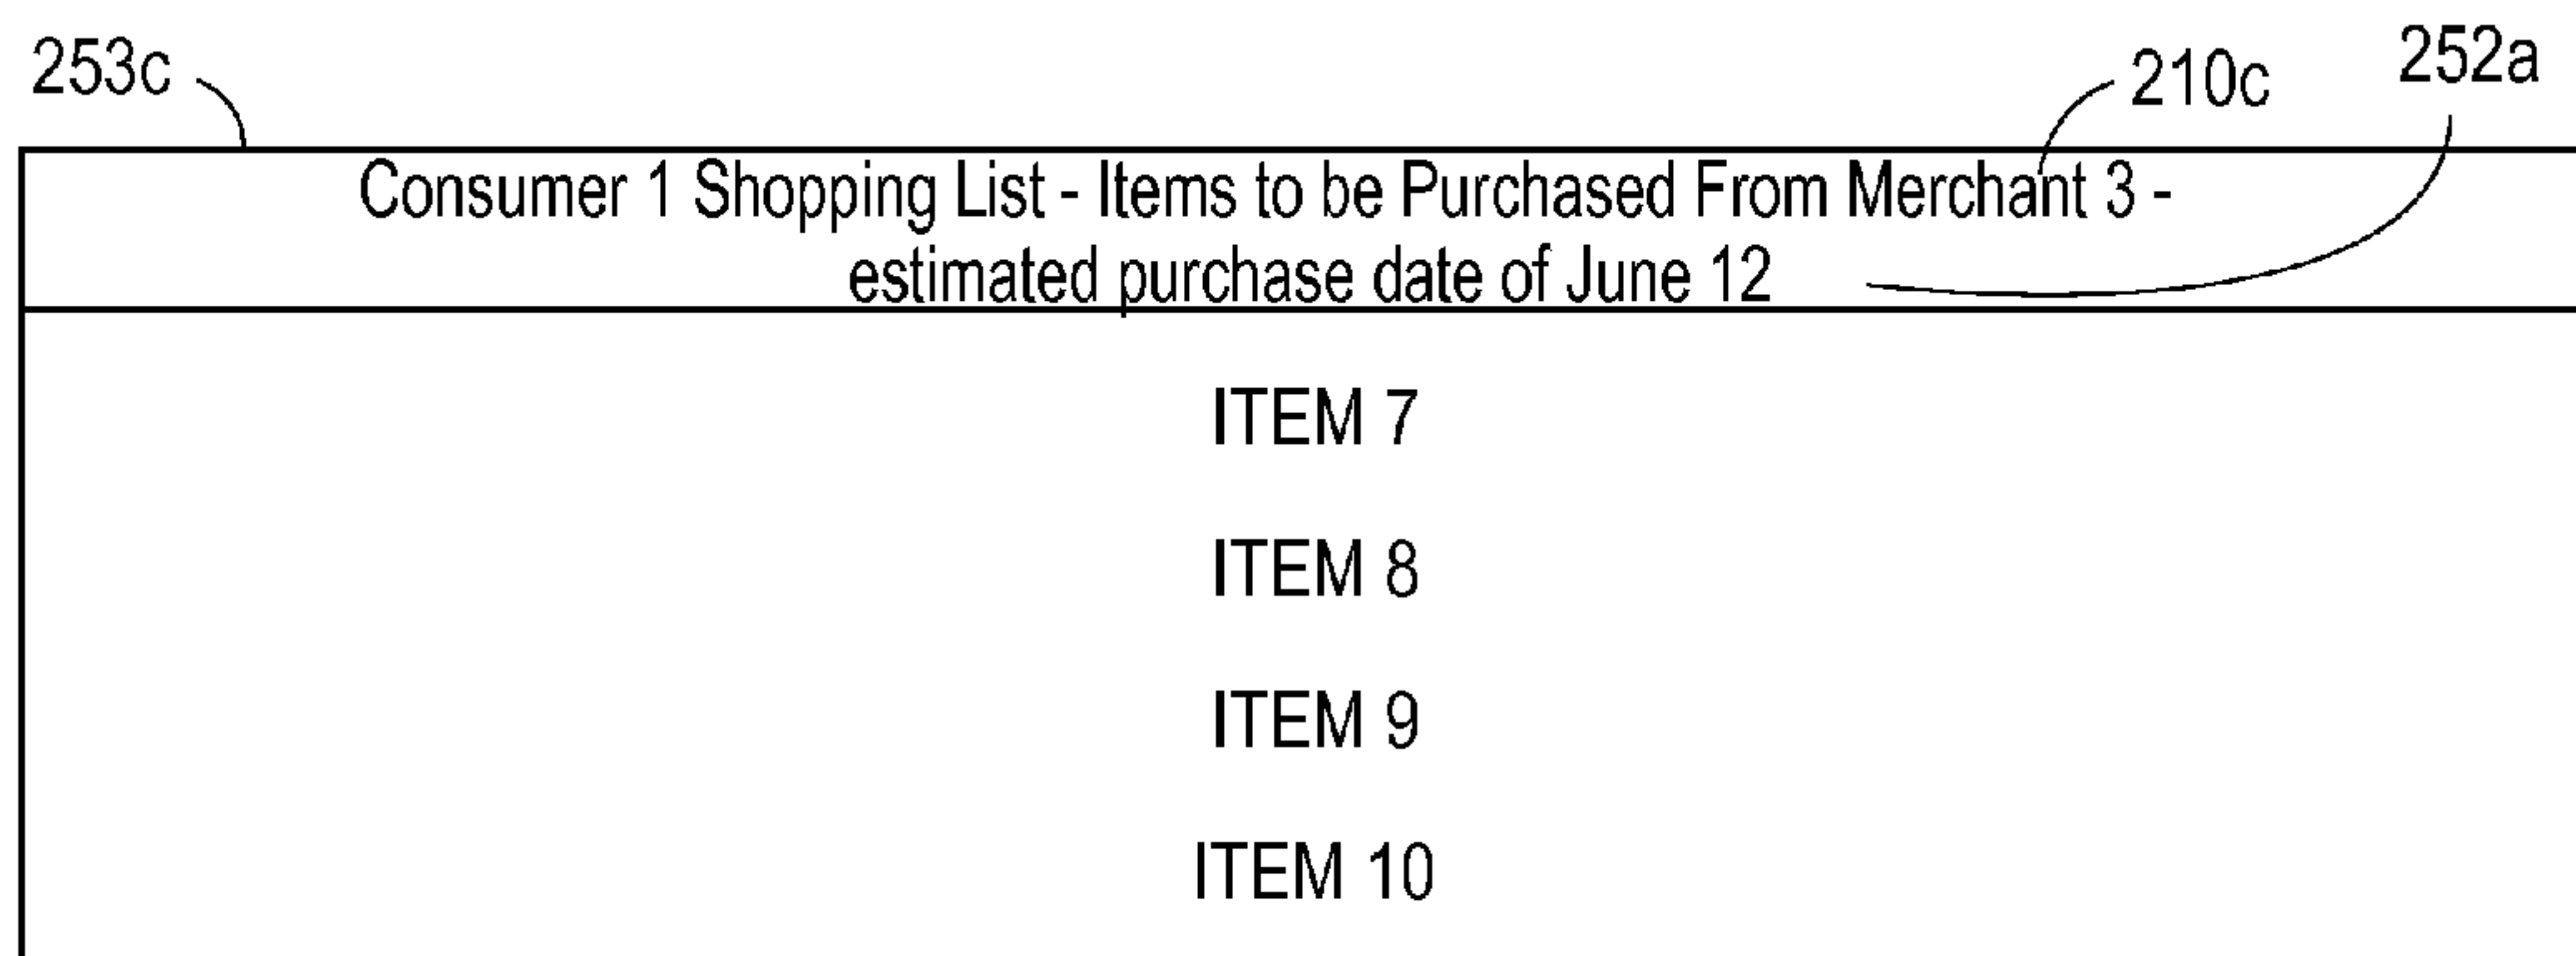 253c
210c
252a
Consumer 1 Shopping List - Items to be Purchased From Merchant 3 -
estimated purchase date of June 12
ITEM 7
ITEM 8
ITEM 9
ITEM 10